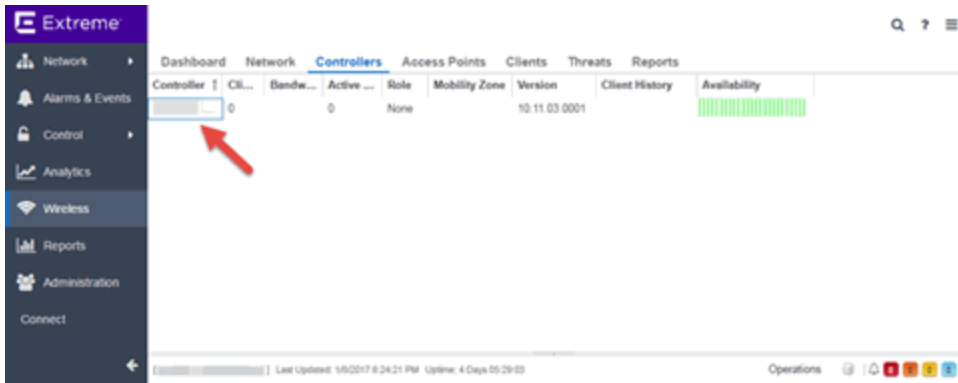 Extreme
Network
Alarms & Events
Control
Analytics
Wireless
Reports
Administration
Connect
Dashboard Network Controllers Access Points Clients Threats Reports
Controller Cli... Bandw... Active ... Role Mobility Zone Version Client History Availability
... 0 0 None 10.11.03.0001
[ ] Last Updated: 1/6/2017 6:24:21 PM Uptime: 4 Days 05:29:03 Operations